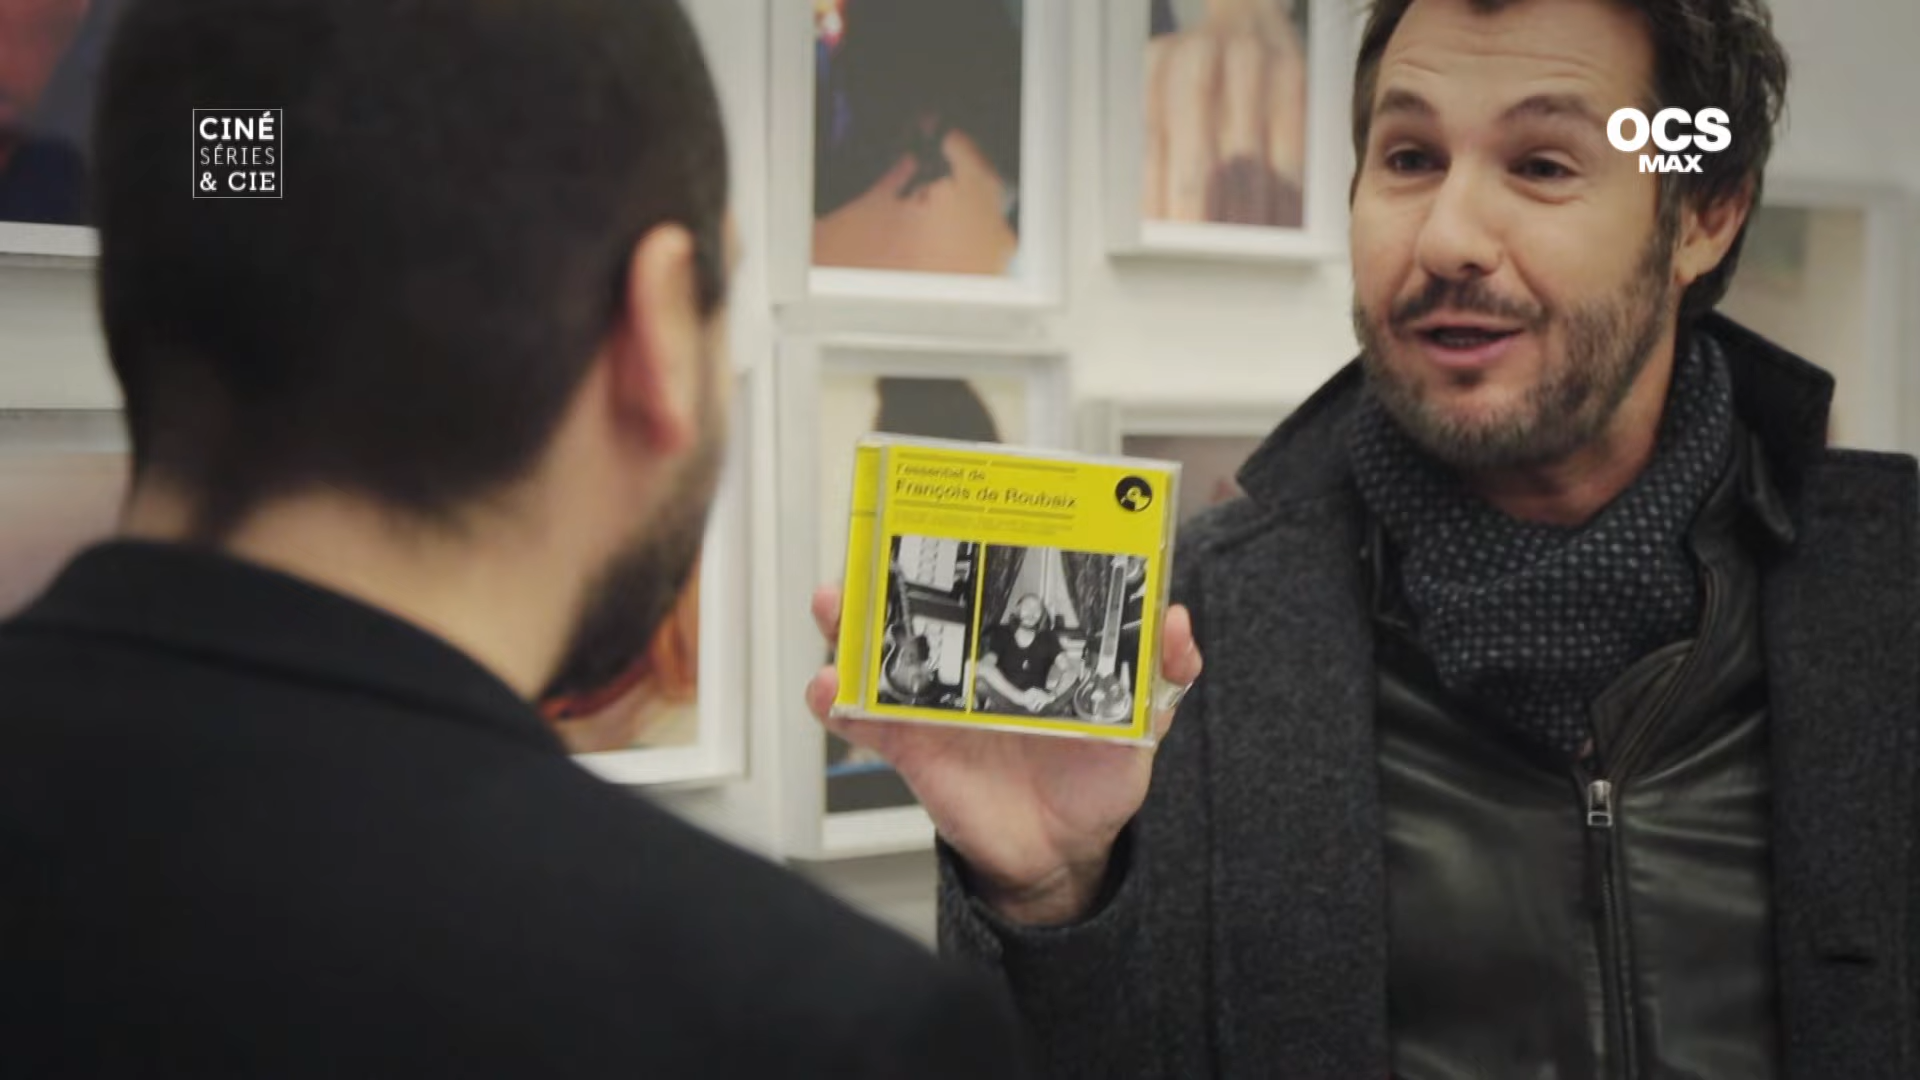 CINÉ
SÉRIES
& CIE
OCS
MAX
l'essentiel de
François de Roubaix